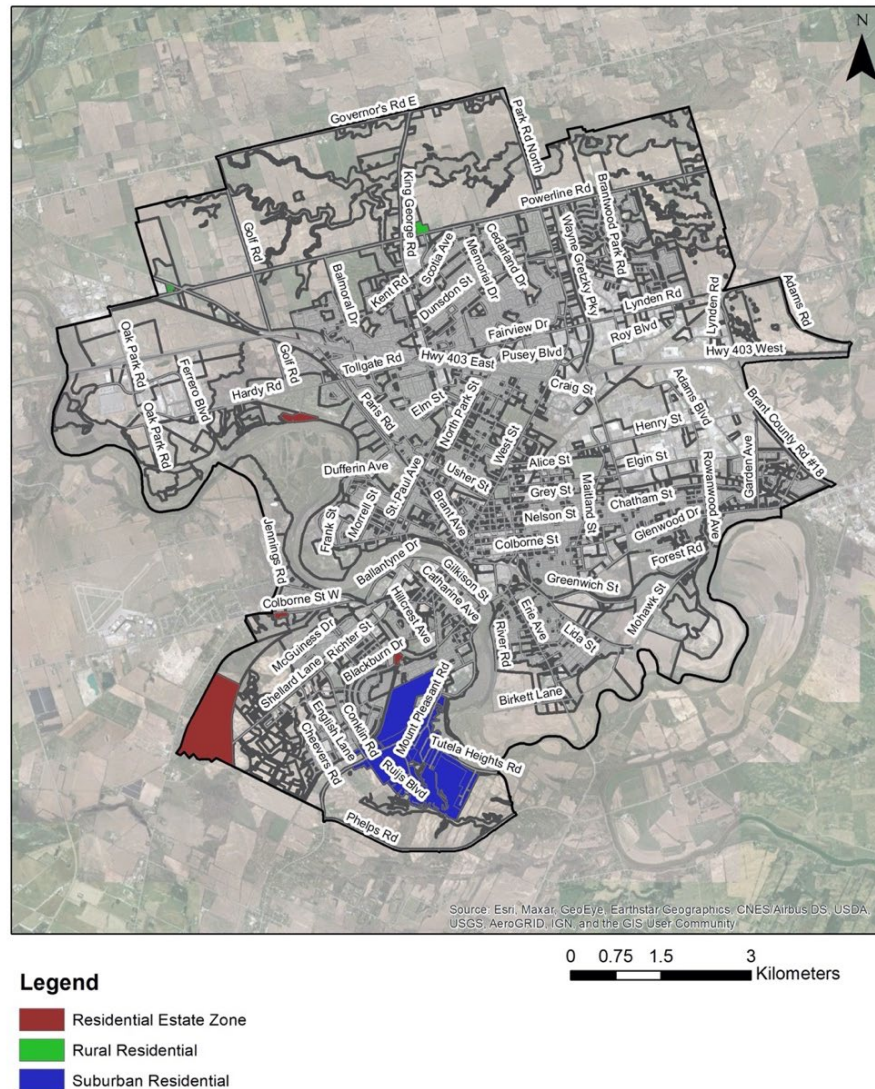 N
Governor's Rd E
Park Rd North
King George Rd
Powerline Rd
Brantwood Park Rd
Golf Rd
Scotia Ave
Memorial Dr
Cedarland Dr
Wayne Gretzky Pky
Balmoral Dr
Kent Rd
Dunsdon St
Lynden Rd
Lynden Rd
Adams Rd
Fairview Dr
Roy Blvd
Oak Park Rd
Ferrero Blvd
Golf Rd
Tollgate Rd
Hwy 403 East
Pusey Blvd
Hwy 403 West
Hardy Rd
Oak Park Rd
Paris Rd
Elm St
North Park St
Craig St
Adams Blvd
Brant County Rd #18
West St
Henry St
Dufferin Ave
St. Paul Ave
Usher St
Alice St
Elgin St
Garden Ave
Frank St
Morrell St
Brant Ave
Grey St
Maitland St
Chatham St
Rowanwood Ave
Nelson St
Glenwood Dr
Jennings Rd
Colborne St
Forest Rd
Ballantyne Dr
Gilkison St
Colborne St W
Hillcrest Ave
Catharine Ave
Greenwich St
Mohawk St
McGuiness Dr
Richter St
Erie Ave
Lida St
Shellard Lane
Blackburn Dr
River Rd
Birkett Lane
English Lane
Conklin Rd
Mount Pleasant Rd
Cheevers Rd
Tutela Heights Rd
Ruijs Blvd
Phelps Rd
Source: Esri, Maxar, GeoEye, Earthstar Geographics, CNES/Airbus DS, USDA,
USGS, AeroGRID, IGN, and the GIS User Community
0 0.75 1.5 3
Kilometers
Legend
Residential Estate Zone
Rural Residential
Suburban Residential